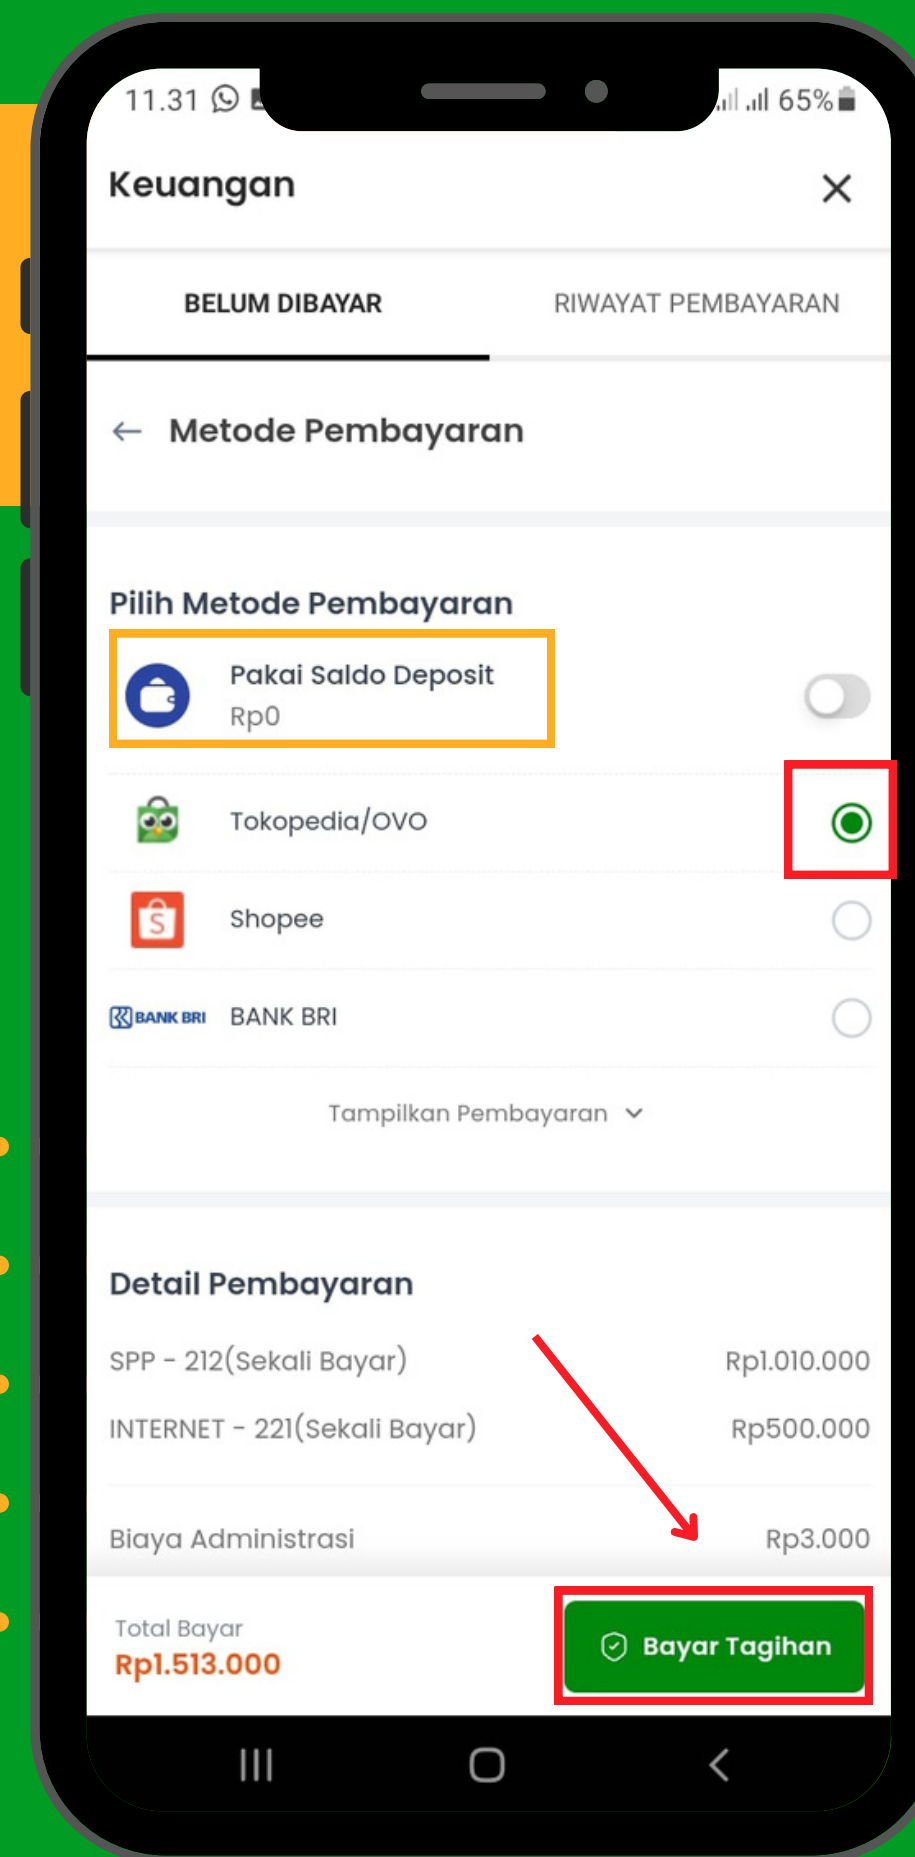 11.31
65%
Keuangan
BELUM DIBAYAR
RIWAYAT PEMBAYARAN
Metode Pembayaran
Pilih Metode Pembayaran
Pakai Saldo Deposit
Rp0
Tokopedia/OVO
S
Shopee
BANK BRI
BANK BRI
Tampilkan Pembayaran
Detail Pembayaran
SPP - 212(Sekali Bayar) Rp1.010.000
INTERNET - 221(Sekali Bayar) Rp500.000
Biaya Administrasi Rp3.000
Total Bayar
Rp1.513.000
Bayar Tagihan